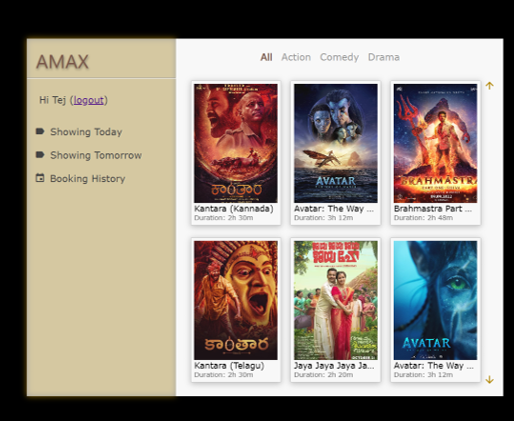 AMAX
Hi Tej (logout)
Showing Today
Showing Tomorrow
Booking History
All Action Comedy Drama
ಕಾಂತಾರ
Kantara (Kannada)
Duration: 2h 30m
AVATAR
Avatar: The Way ...
Duration: 3h 12m
BRAHMASTRA
Brahmastra Part ...
Duration: 2h 48m
కాంతార
Kantara (Telagu)
Duration: 2h 30m
Jaya Jaya Jaya Ja...
Duration: 2h 20m
AVATAR
Avatar: The Way ...
Duration: 3h 12m